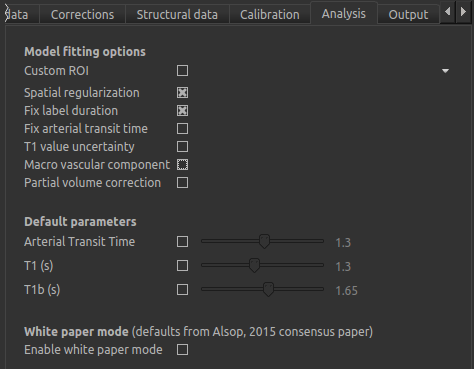 data Corrections Structural data Calibration Analysis Output
Model fitting options
Custom ROI
Spatial regularization
Fix label duration
Fix arterial transit time
T1 value uncertainty
Macro vascular component
Partial volume correction
Default parameters
Arterial Transit Time 1.3
T1 (s) 1.3
T1b (s) 1.65
White paper mode (defaults from Alsop, 2015 consensus paper)
Enable white paper mode